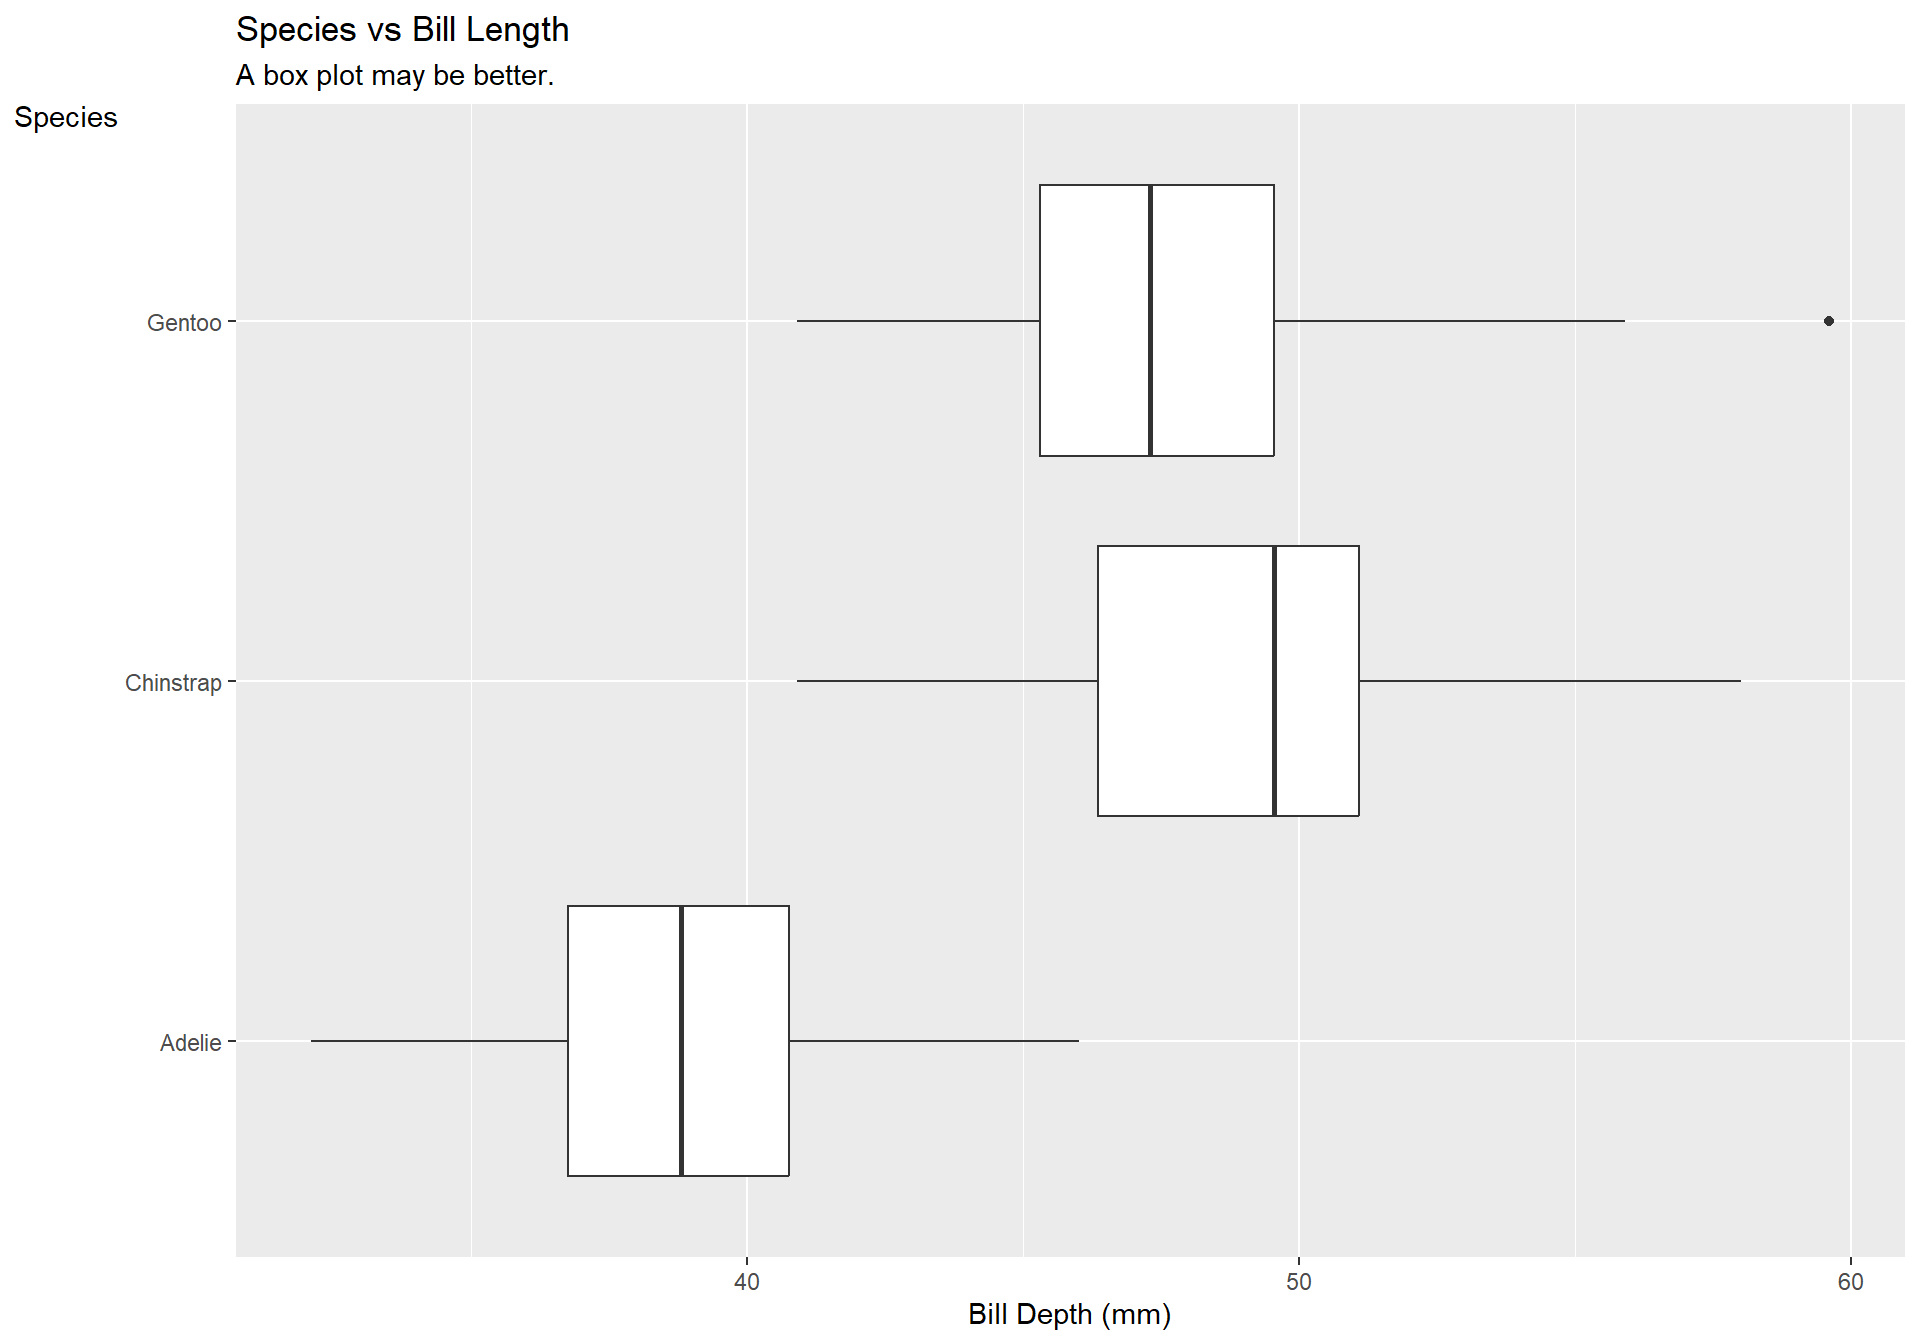 Species vs Bill Length
A box plot may be better.
Species
Gentoo
Chinstrap
Adelie
40 50 60
Bill Depth (mm)